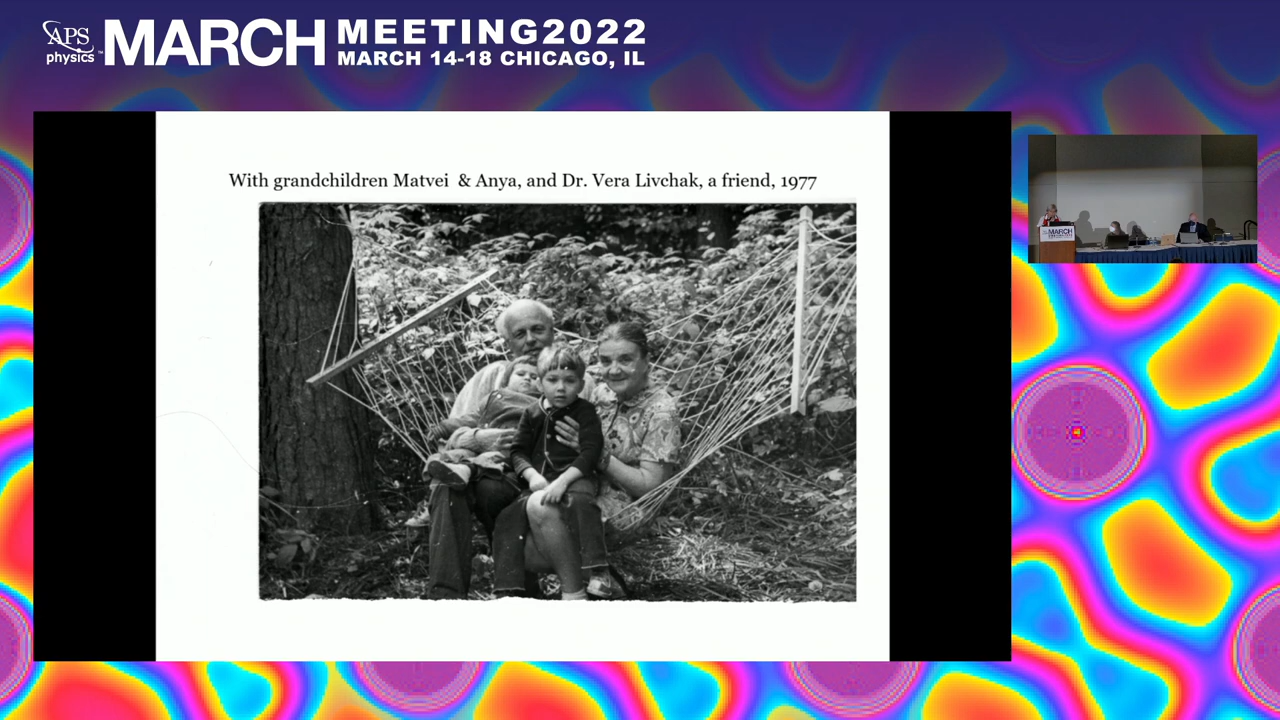 APS
physics
MARCH
MEETING2022
MARCH 14-18 CHICAGO, IL
With grandchildren Matvei & Anya, and Dr. Vera Livchak, a friend, 1977
MARCH